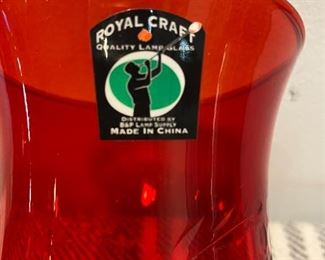 ROYAL CRAFT
QUALITY LAMP GLASS
DISTRIBUTED BY
B&P LAMP SUPPLY
MADE IN CHINA